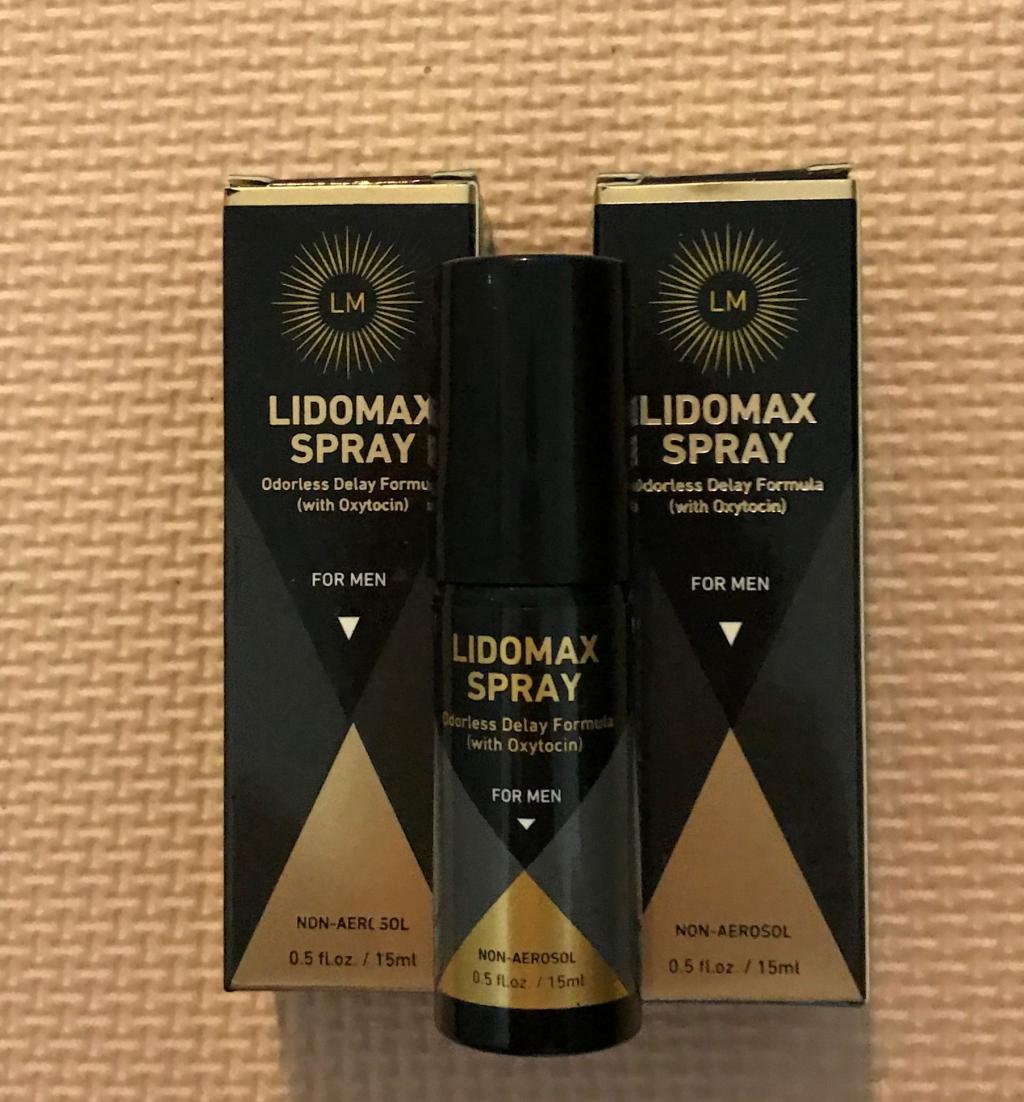 LM
LIDOMAX
SPRAY
Odorless Delay Formu
(with Oxytocin)
FOR MEN
NON-AEROSOL
0.5 fl.oz. / 15ml
LIDOMAX
SPRAY
Odorless Delay Formula
(with Oxytocin)
FOR MEN
NON-AEROSOL
0.5 fl.oz. / 15ml
LM
LIDOMAX
SPRAY
Odorless Delay Formula
(with Oxytocin)
FOR MEN
NON-AEROSOL
0.5 fl.oz. / 15ml